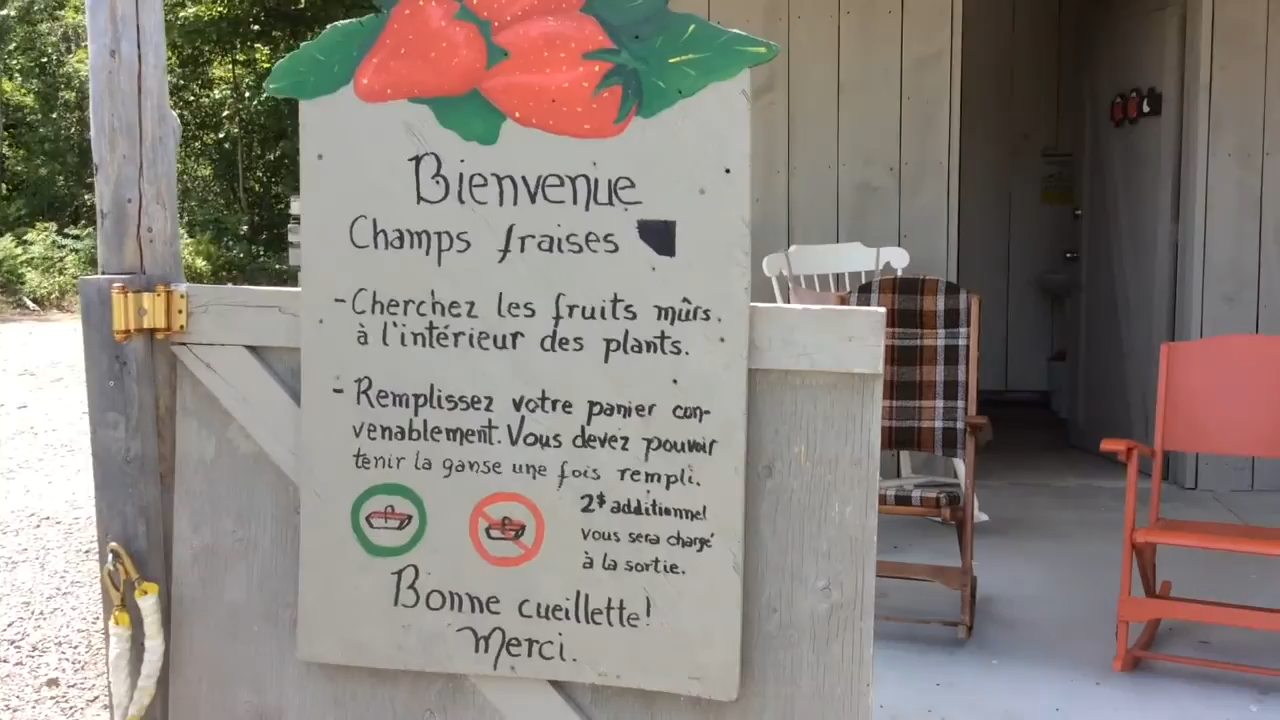 Bienvenue
Champs fraises
- Cherchez les fruits mûrs.
à l'intérieur des plants.
- Remplissez votre panier con-
venablement. Vous devez pouvoir
tenir la ganse une fois rempli.
2$ additionnel
vous sera chargé
à la sortie.
Bonne cueillette!
Merci.